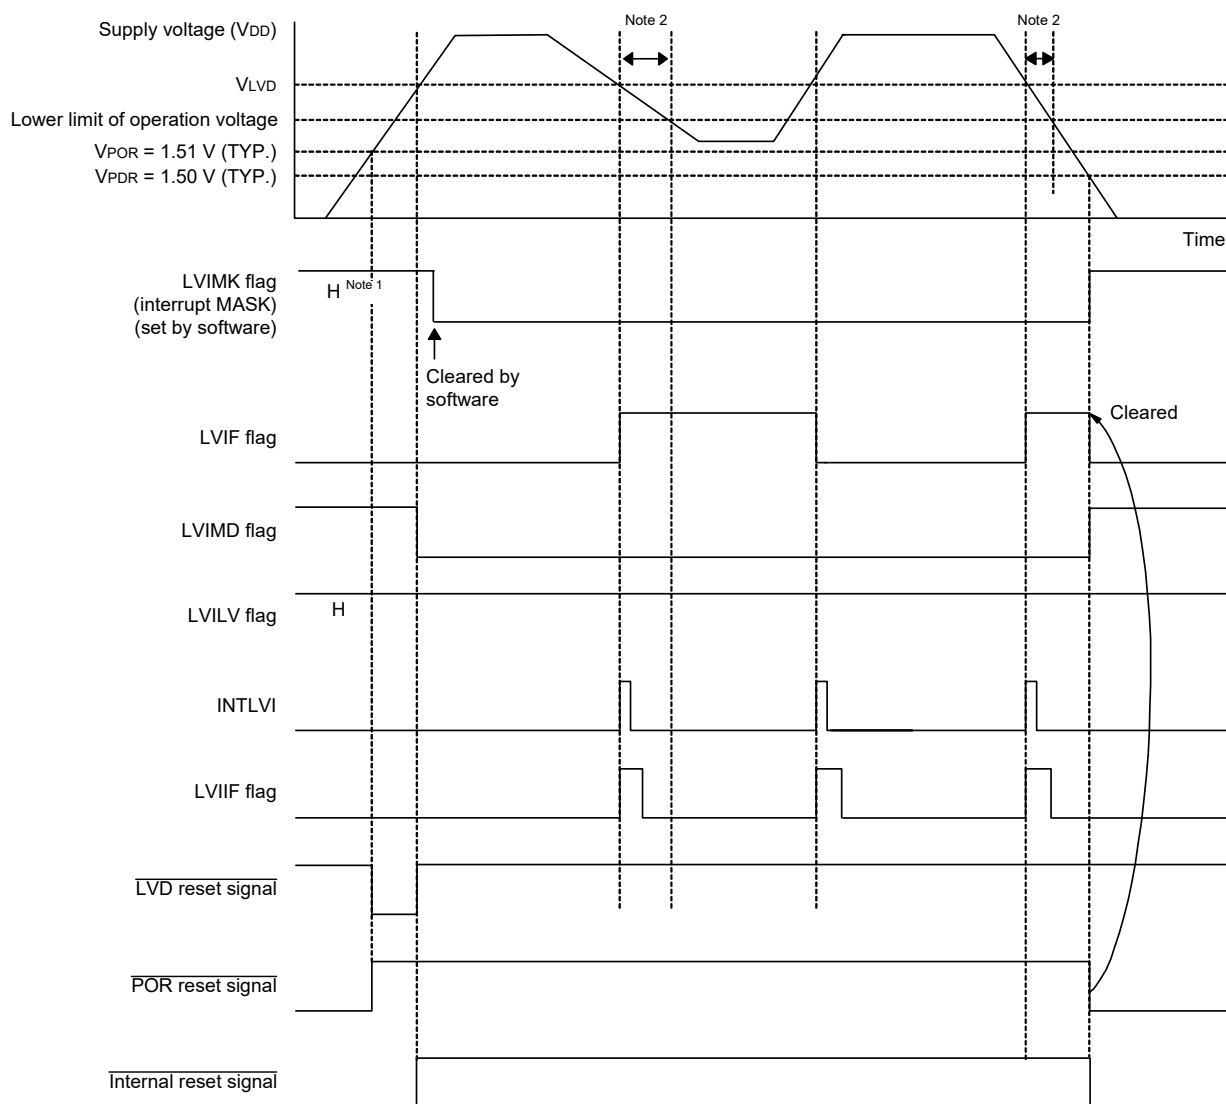 Note 2
Note 2
Supply voltage (VDD)
VLVD
Lower limit of operation voltage
VPOR = 1.51 V (TYP.)
VPDR = 1.50 V (TYP.)
Time
LVIMK flag
(interrupt MASK)
(set by software)
H Note 1
Cleared by
software
LVIF flag
Cleared
LVIMD flag
LVILV flag
H
INTLVI
LVIIF flag
LVD reset signal
POR reset signal
Internal reset signal